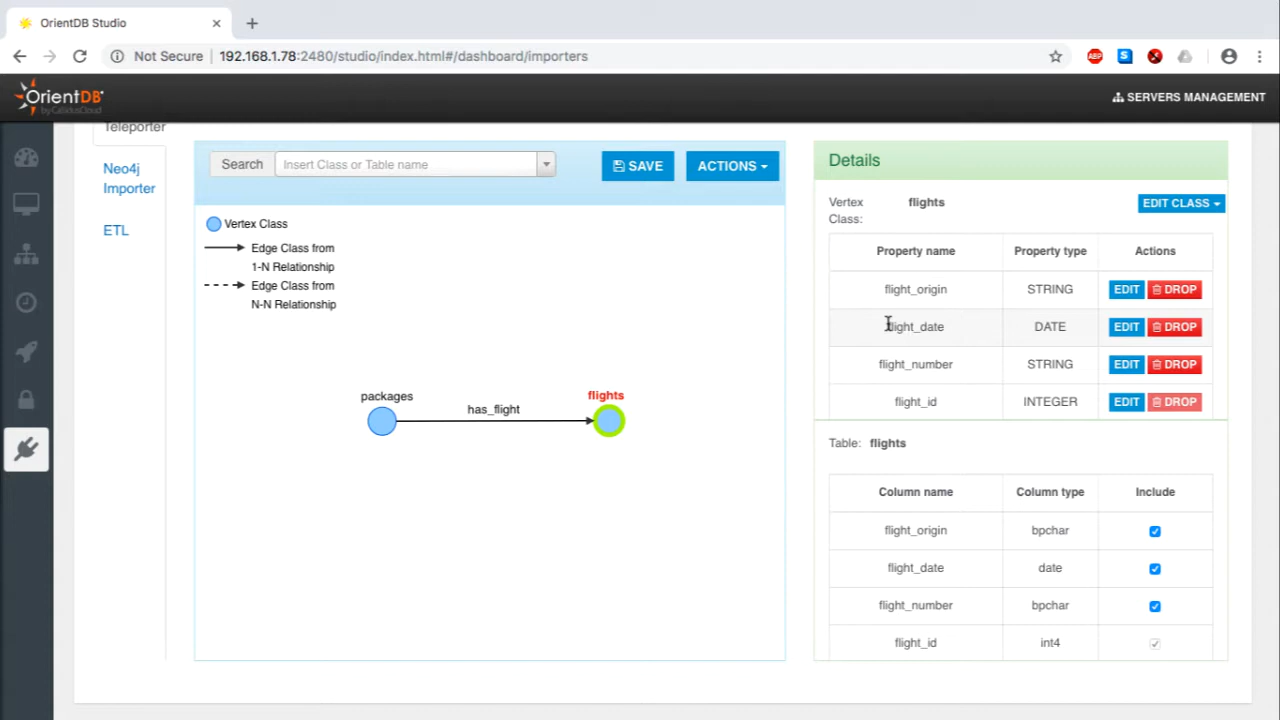 OrientDB Studio
Not Secure 192.168.1.78:2480/studio/index.html#/dashboard/importers
ABP
S
OrientDB
by CallidusCloud
SERVERS MANAGEMENT
Teleporter
Neo4j
Importer
ETL
Search Insert Class or Table name SAVE ACTIONS
Vertex Class
Edge Class from
1-N Relationship
Edge Class from
N-N Relationship
packages
has_flight
flights
Details
Vertex
Class:
flights
EDIT CLASS
Property name Property type Actions
flight_origin STRING EDIT DROP
flight_date DATE EDIT DROP
flight_number STRING EDIT DROP
flight_id INTEGER EDIT DROP
Table: flights
Column name Column type Include
flight_origin bpchar
flight_date date
flight_number bpchar
flight_id int4